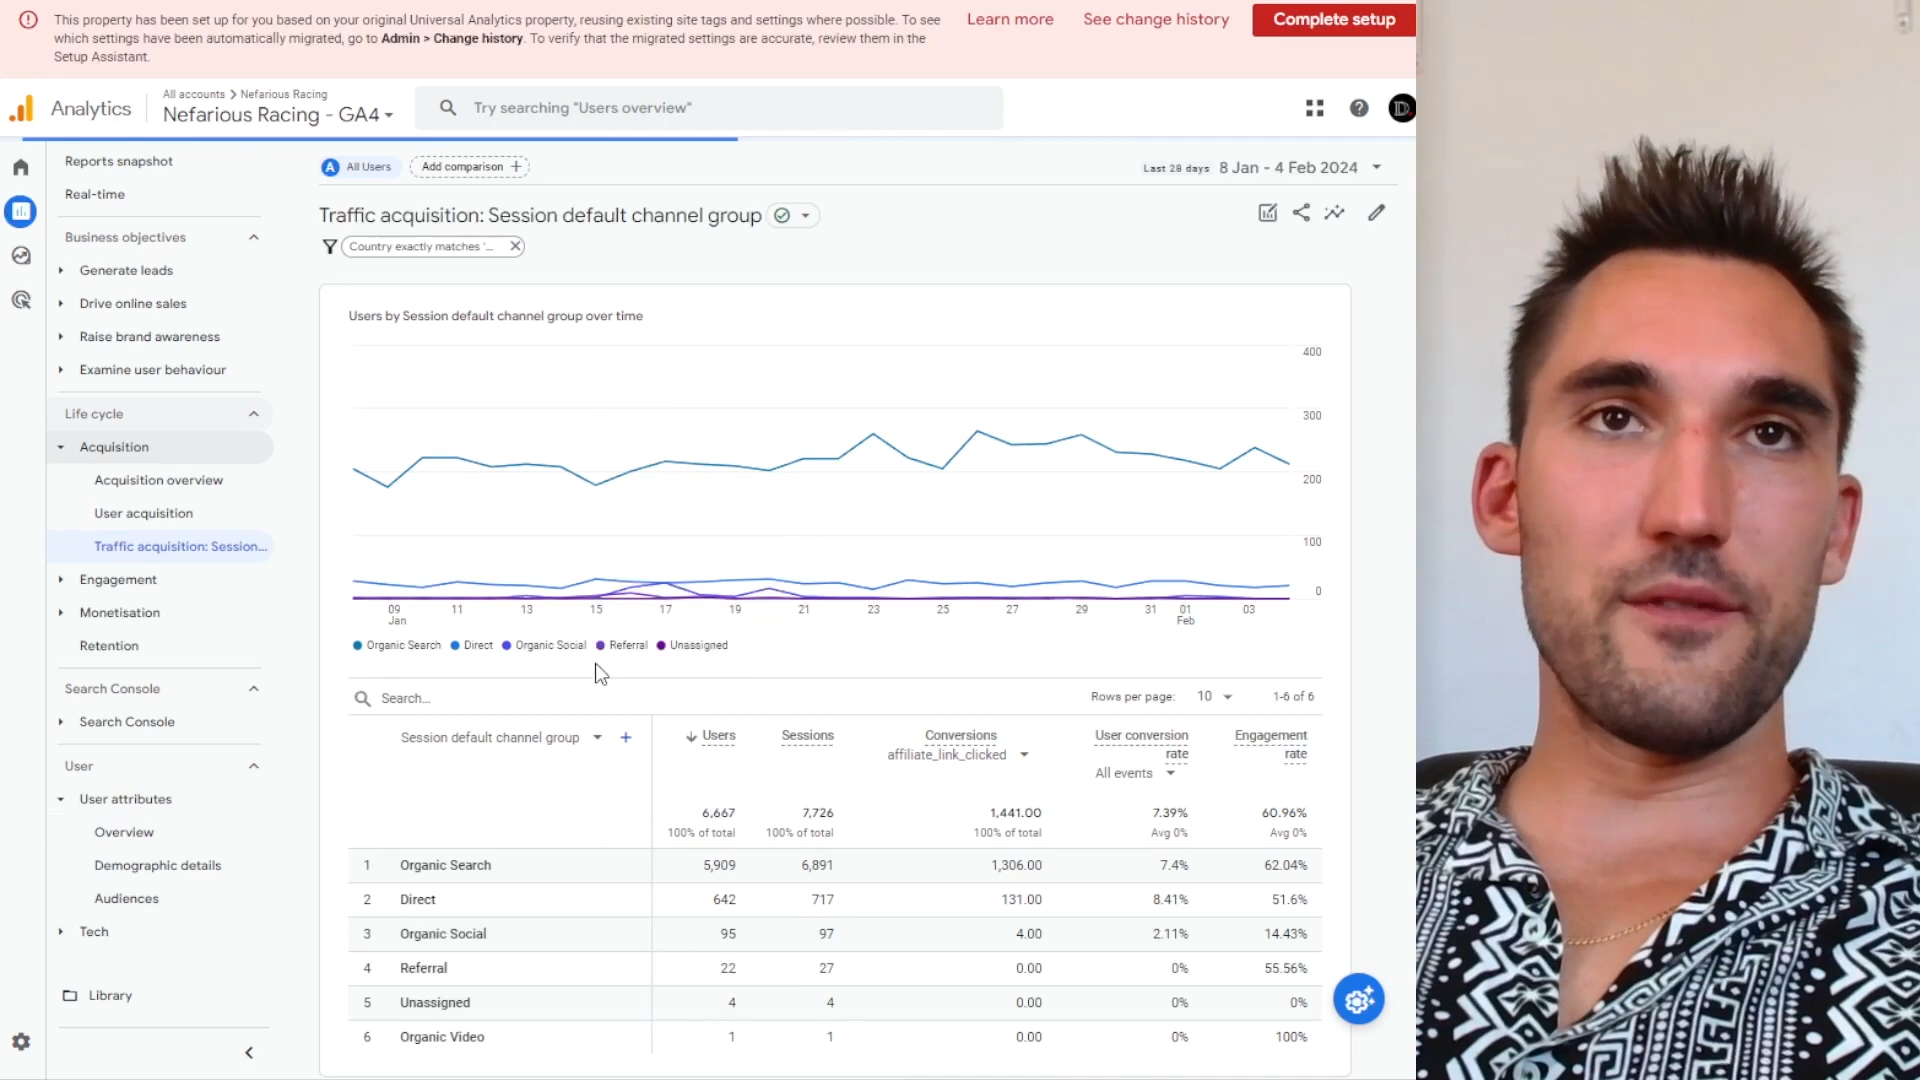 This property has been set up for you based on your original Universal Analytics property, reusing existing site tags and settings where possible. To see
which settings have been automatically migrated, go to Admin > Change history. To verify that the migrated settings are accurate, review them in the
Setup Assistant.
Learn more
See change history
Complete setup
Analytics
All accounts > Nefarious Racing
Nefarious Racing - GA4
Try searching "Users overview"
Reports snapshot
Real-time
Business objectives
Generate leads
Drive online sales
Raise brand awareness
Examine user behaviour
Life cycle
Acquisition
Acquisition overview
User acquisition
Traffic acquisition: Session...
Engagement
Monetisation
Retention
Search Console
Search Console
User
User attributes
Overview
Demographic details
Audiences
Tech
Library
A All Users
Add comparison +
Last 28 days 8 Jan - 4 Feb 2024
Traffic acquisition: Session default channel group
Country exactly matches '...
Users by Session default channel group over time
400
300
200
100
0
09 11 13 15 17 19 21 23 25 27 29 31 01 03
Jan Feb
Organic Search Direct Organic Social Referral Unassigned
Search...
Rows per page: 10 1-6 of 6
Session default channel group +
Users Sessions Conversions User conversion Engagement
rate rate
affiliate_link_clicked
All events
6,667 7,726 1,441.00 7.39% 60.96%
100% of total 100% of total 100% of total Avg 0% Avg 0%
1 Organic Search 5,909 6,891 1,306.00 7.4% 62.04%
2 Direct 642 717 131.00 8.41% 51.6%
3 Organic Social 95 97 4.00 2.11% 14.43%
4 Referral 22 27 0.00 0% 55.56%
5 Unassigned 4 4 0.00 0% 0%
6 Organic Video 1 1 0.00 0% 100%